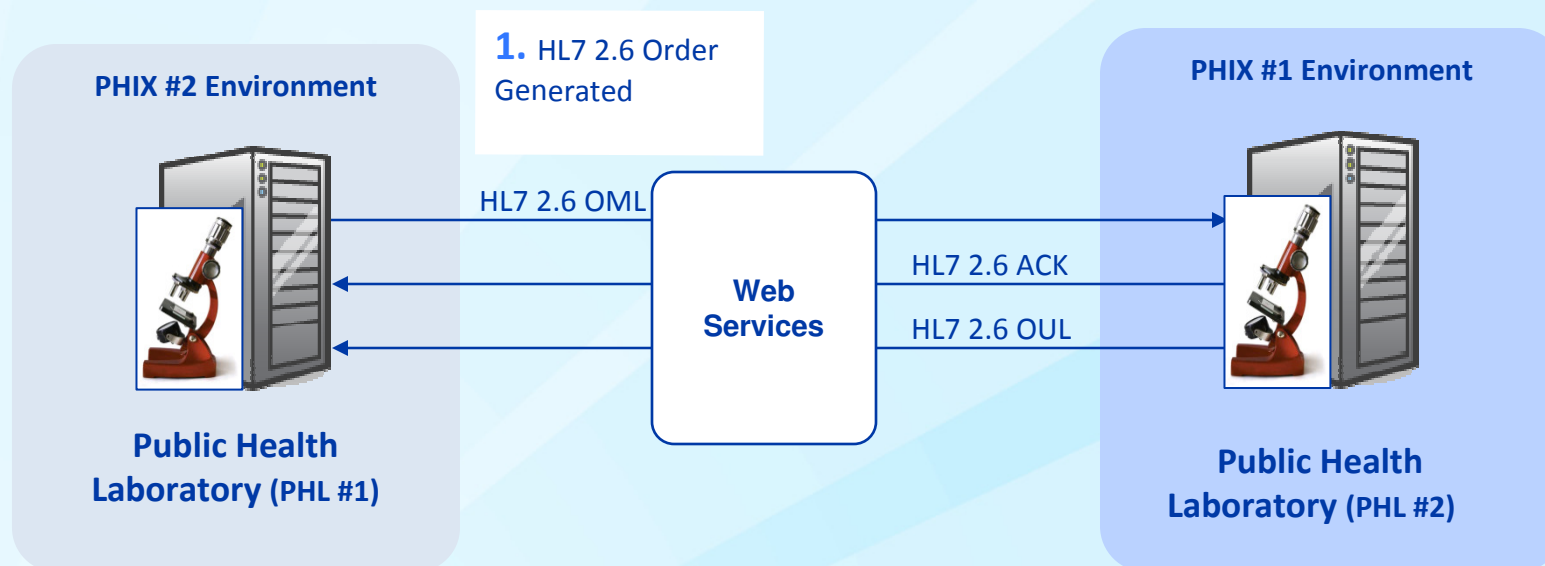 1. HL7 2.6 Order
Generated
PHIX #2 Environment
PHIX #1 Environment
HL7 2.6 OML
HL7 2.6 ACK
Web
Services
HL7 2.6 OUL
Public Health
Laboratory (PHL #1)
Public Health
Laboratory (PHL #2)